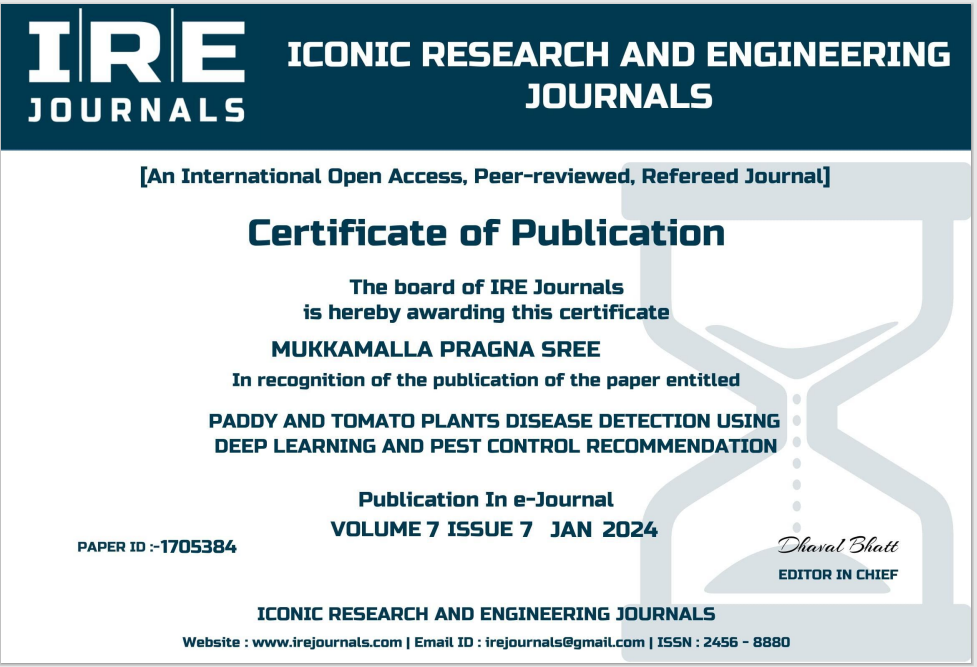 IRE
JOURNALS
ICONIC RESEARCH AND ENGINEERING
JOURNALS
[An International Open Access, Peer-reviewed, Refereed Journal]
Certificate of Publication
The board of IRE Journals
is hereby awarding this certificate
MUKKAMALLA PRAGNA SREE
In recognition of the publication of the paper entitled
PADDY AND TOMATO PLANTS DISEASE DETECTION USING
DEEP LEARNING AND PEST CONTROL RECOMMENDATION
Publication In e-Journal
VOLUME 7 ISSUE 7 JAN 2024
PAPER ID :-1705384
Dhaval Bhatt
EDITOR IN CHIEF
ICONIC RESEARCH AND ENGINEERING JOURNALS
Website : www.irejournals.com | Email ID : irejournals@gmail.com | ISSN : 2456 - 8880